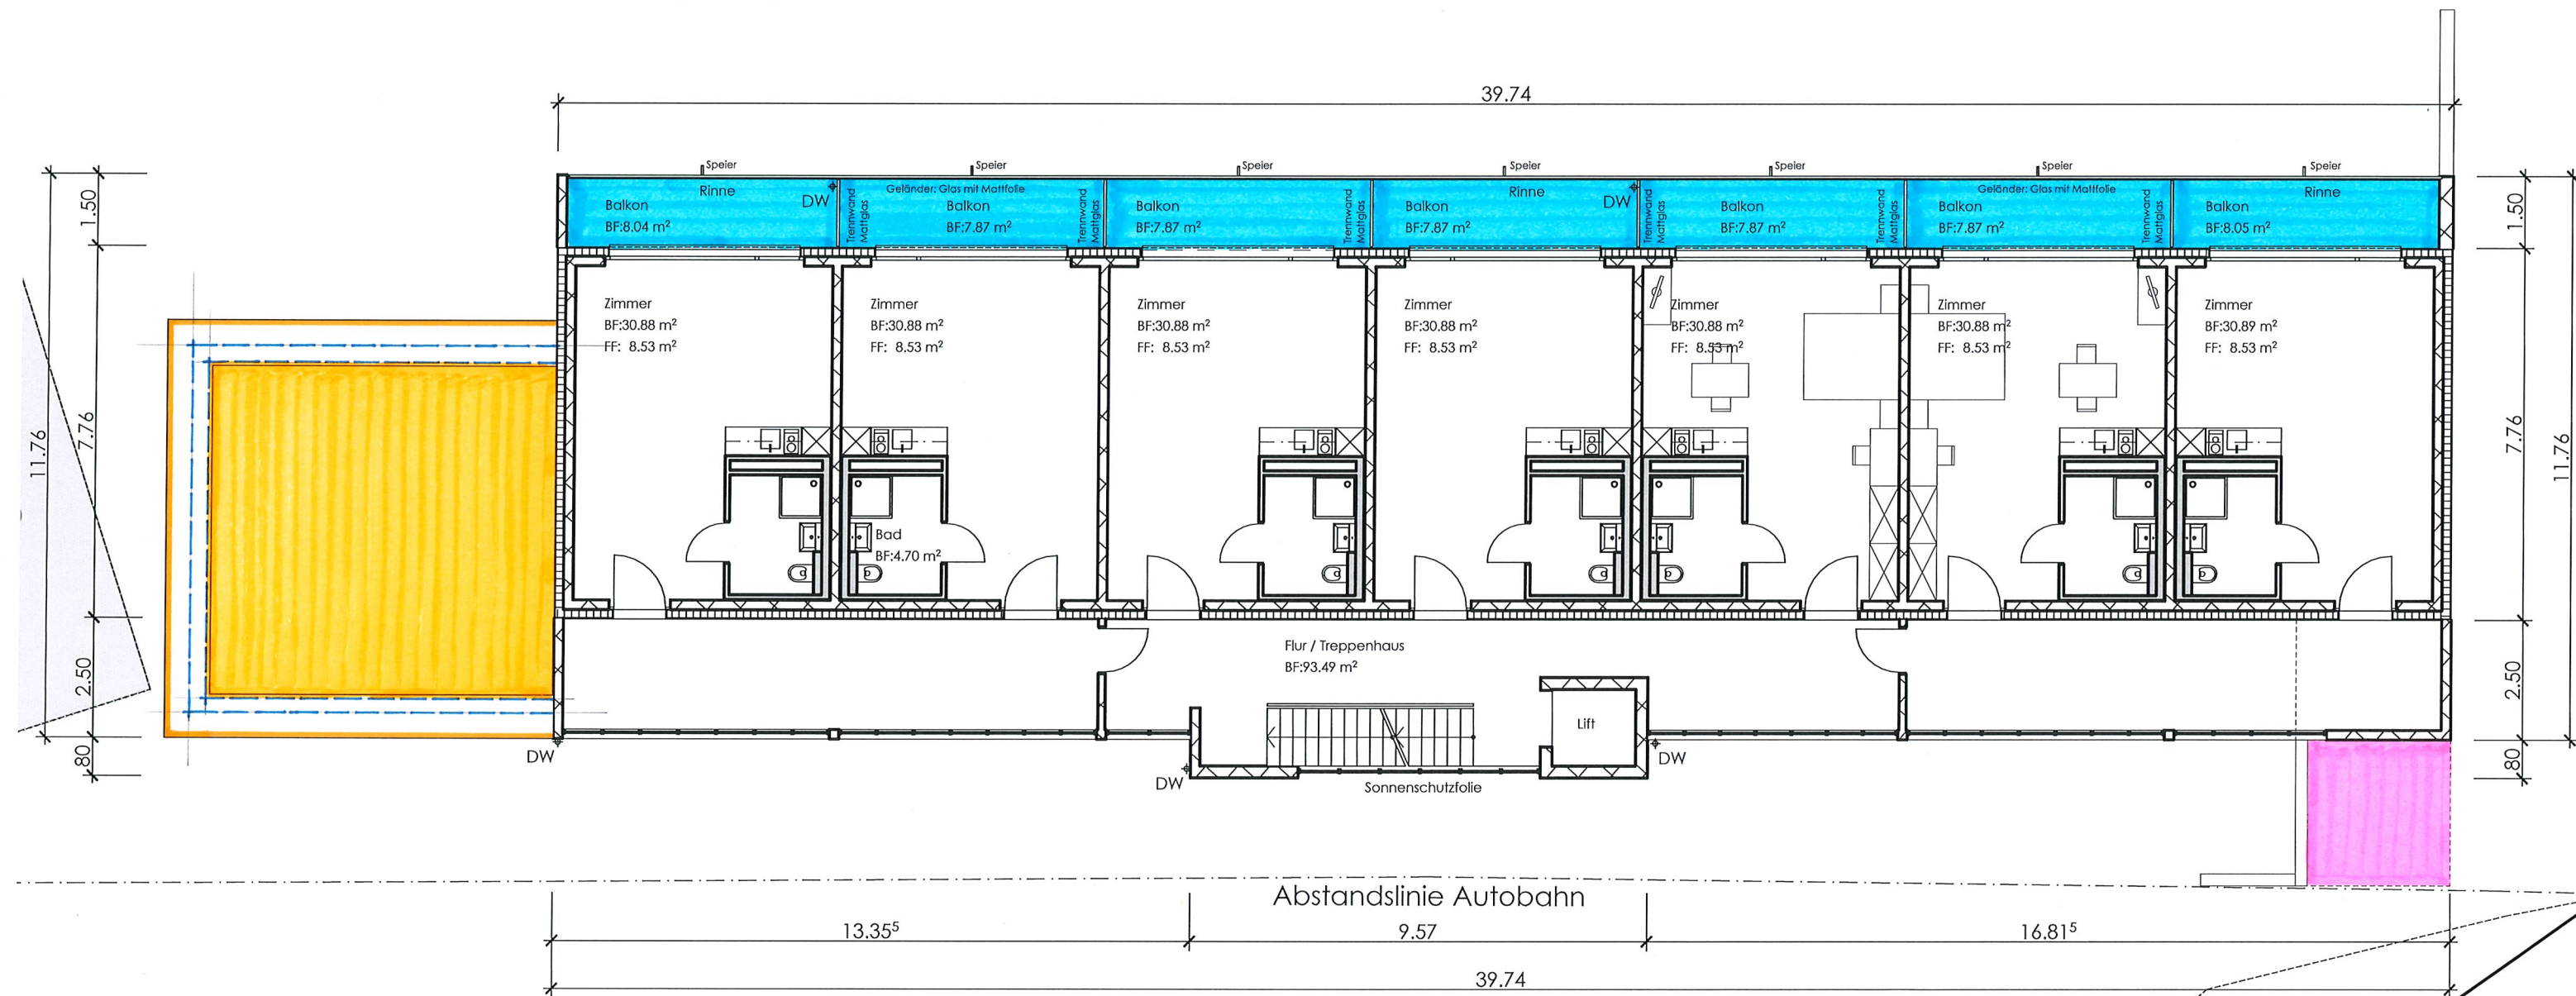 39.74
Speier
Speier
Speier
Speier
Speier
Speier
Speier
1.50
7.76
11.76
2.50
80
Rinne
DW
Balkon
BF:8.04 m²
Trennwand
Mattglas
Geländer: Glas mit Mattfolie
Balkon
BF:7.87 m²
Trennwand
Mattglas
Balkon
BF:7.87 m²
Trennwand
Mattglas
Rinne
DW
Balkon
BF:7.87 m²
Trennwand
Mattglas
Balkon
BF:7.87 m²
Trennwand
Mattglas
Geländer: Glas mit Mattfolie
Balkon
BF:7.87 m²
Trennwand
Mattglas
Rinne
Balkon
BF:8.05 m²
1.50
7.76
11.76
2.50
80
Zimmer
BF:30.88 m²
FF: 8.53 m²
Zimmer
BF:30.88 m²
FF: 8.53 m²
Zimmer
BF:30.88 m²
FF: 8.53 m²
Zimmer
BF:30.88 m²
FF: 8.53 m²
Zimmer
BF:30.88 m²
FF: 8.53 m²
Zimmer
BF:30.88 m²
FF: 8.53 m²
Zimmer
BF:30.89 m²
FF: 8.53 m²
Bad
BF:4.70 m²
Flur / Treppenhaus
BF:93.49 m²
Lift
DW
DW
DW
Sonnenschutzfolie
Abstandslinie Autobahn
13.35⁵
9.57
16.81⁵
39.74